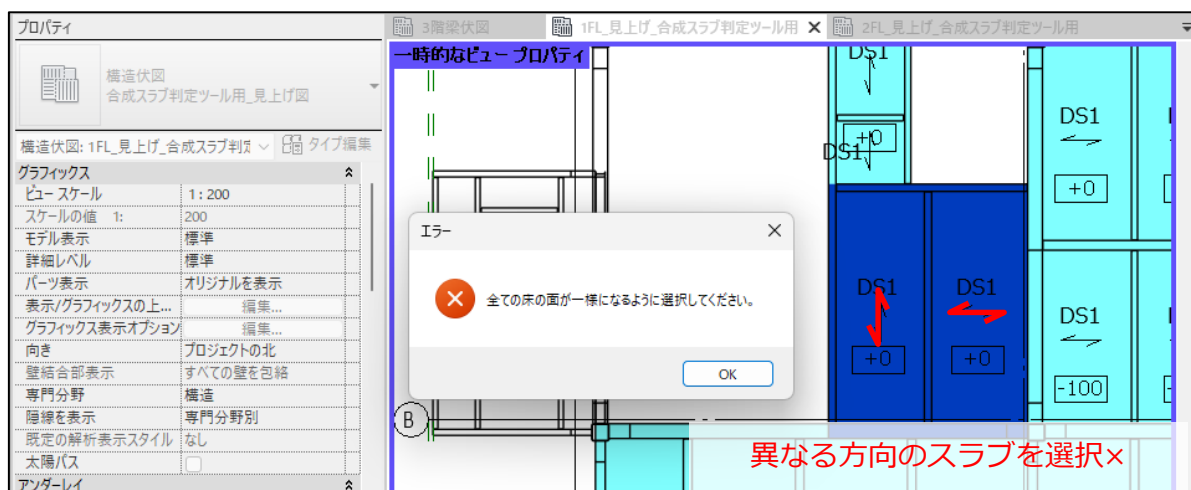 プロパティ
3階梁伏図
1FL_見上げ_合成スラブ判定ツール用
2FL_見上げ_合成スラブ判定ツール用
構造伏図
合成スラブ判定ツール用_見上げ図
構造伏図: 1FL_見上げ_合成スラブ判定
タイプ編集
グラフィックス
ビュー スケール 1 : 200
スケールの値 1: 200
モデル表示 標準
詳細レベル 標準
パーツ表示 オリジナルを表示
表示/グラフィックスの上... 編集...
グラフィックス表示オプション 編集...
向き プロジェクトの北
壁結合部表示 すべての壁を包絡
専門分野 構造
隠線を表示 専門分野別
既定の解析表示スタイル なし
太陽パス
アンダーレイ
一時的なビュー プロパティ
DS1
DS1
+0
DS1
+0
エラー
全ての床の面が一様になるように選択してください。
OK
DS1
DS1
+0
+0
DS1
-100
B
異なる方向のスラブを選択×